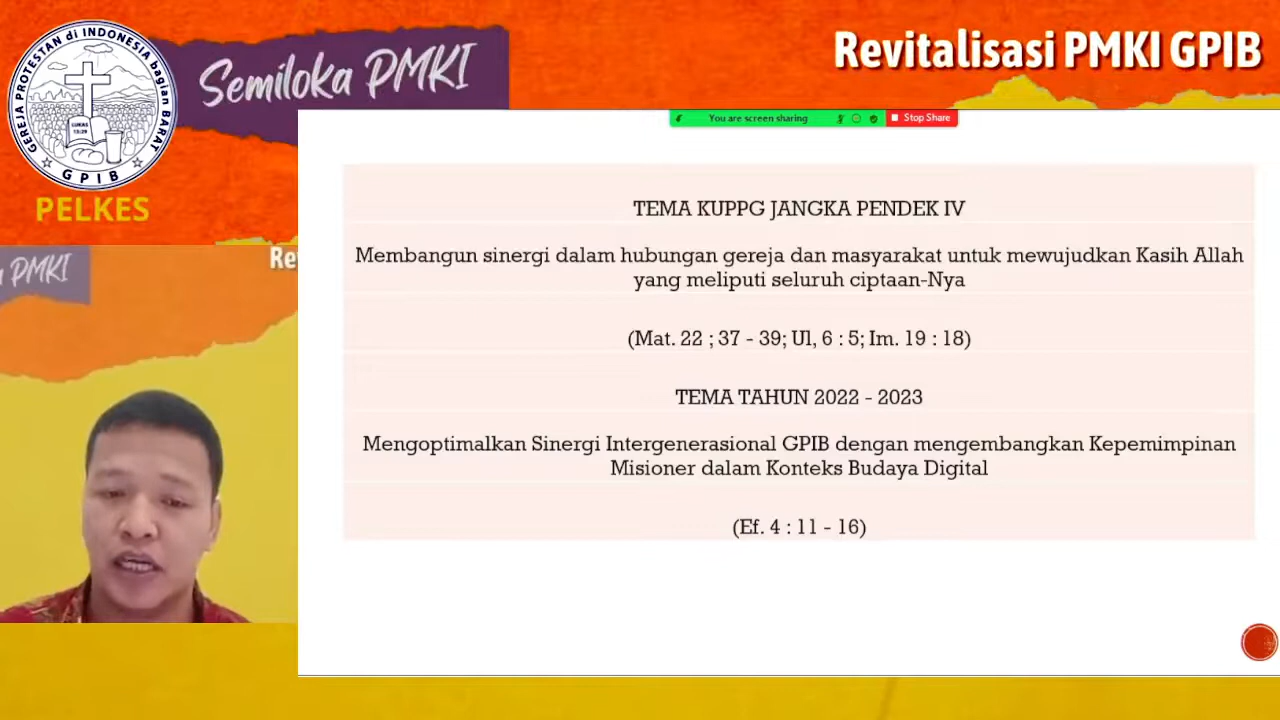 GEREJA PROTESTAN di INDONESIA bagian BARAT
LUKAS
13:29
GPIB
PELKES
Semiloka PMKI
Revitalisasi PMKI GPIB
You are screen sharing
Stop Share
a PMKI
Re
TEMA KUPPG JANGKA PENDEK IV
Membangun sinergi dalam hubungan gereja dan masyarakat untuk mewujudkan Kasih Allah
yang meliputi seluruh ciptaan-Nya
(Mat. 22 ; 37 - 39; Ul, 6 : 5; Im. 19 : 18)
TEMA TAHUN 2022 - 2023
Mengoptimalkan Sinergi Intergenerasional GPIB dengan mengembangkan Kepemimpinan
Misioner dalam Konteks Budaya Digital
(Ef. 4 : 11 - 16)